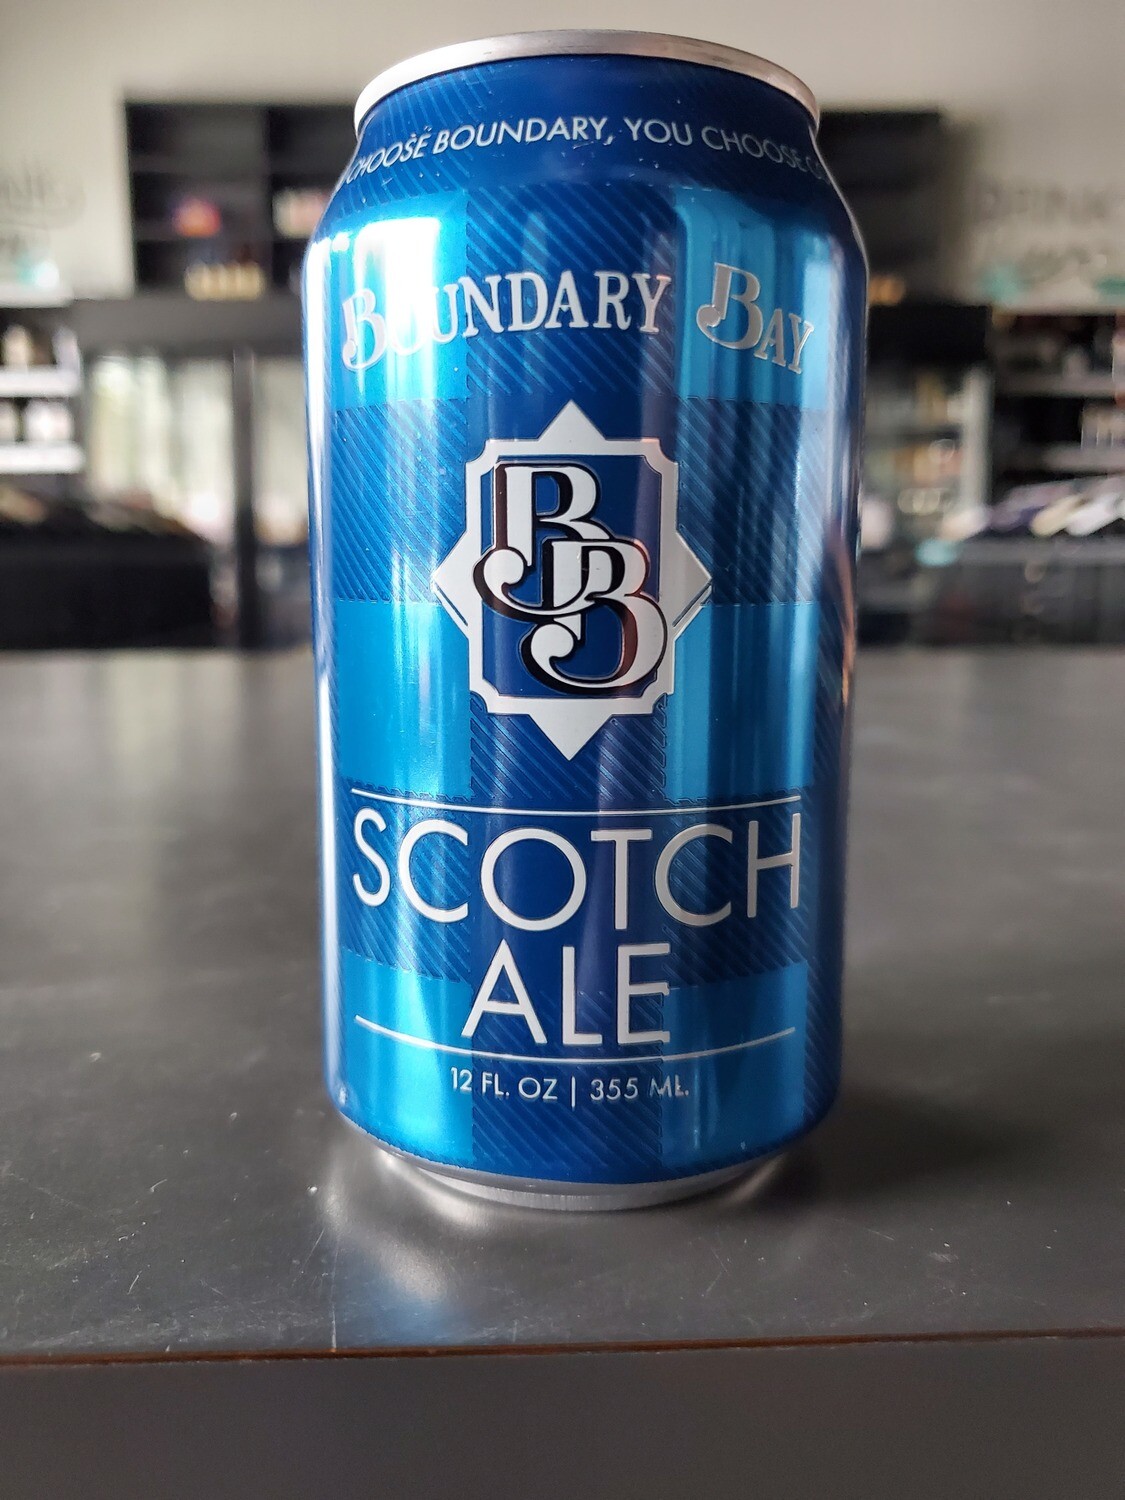 CHOOSE BOUNDARY, YOU CHOOSE
BOUNDARY BAY
BB
SCOTCH
ALE
12 FL. OZ | 355 ML.